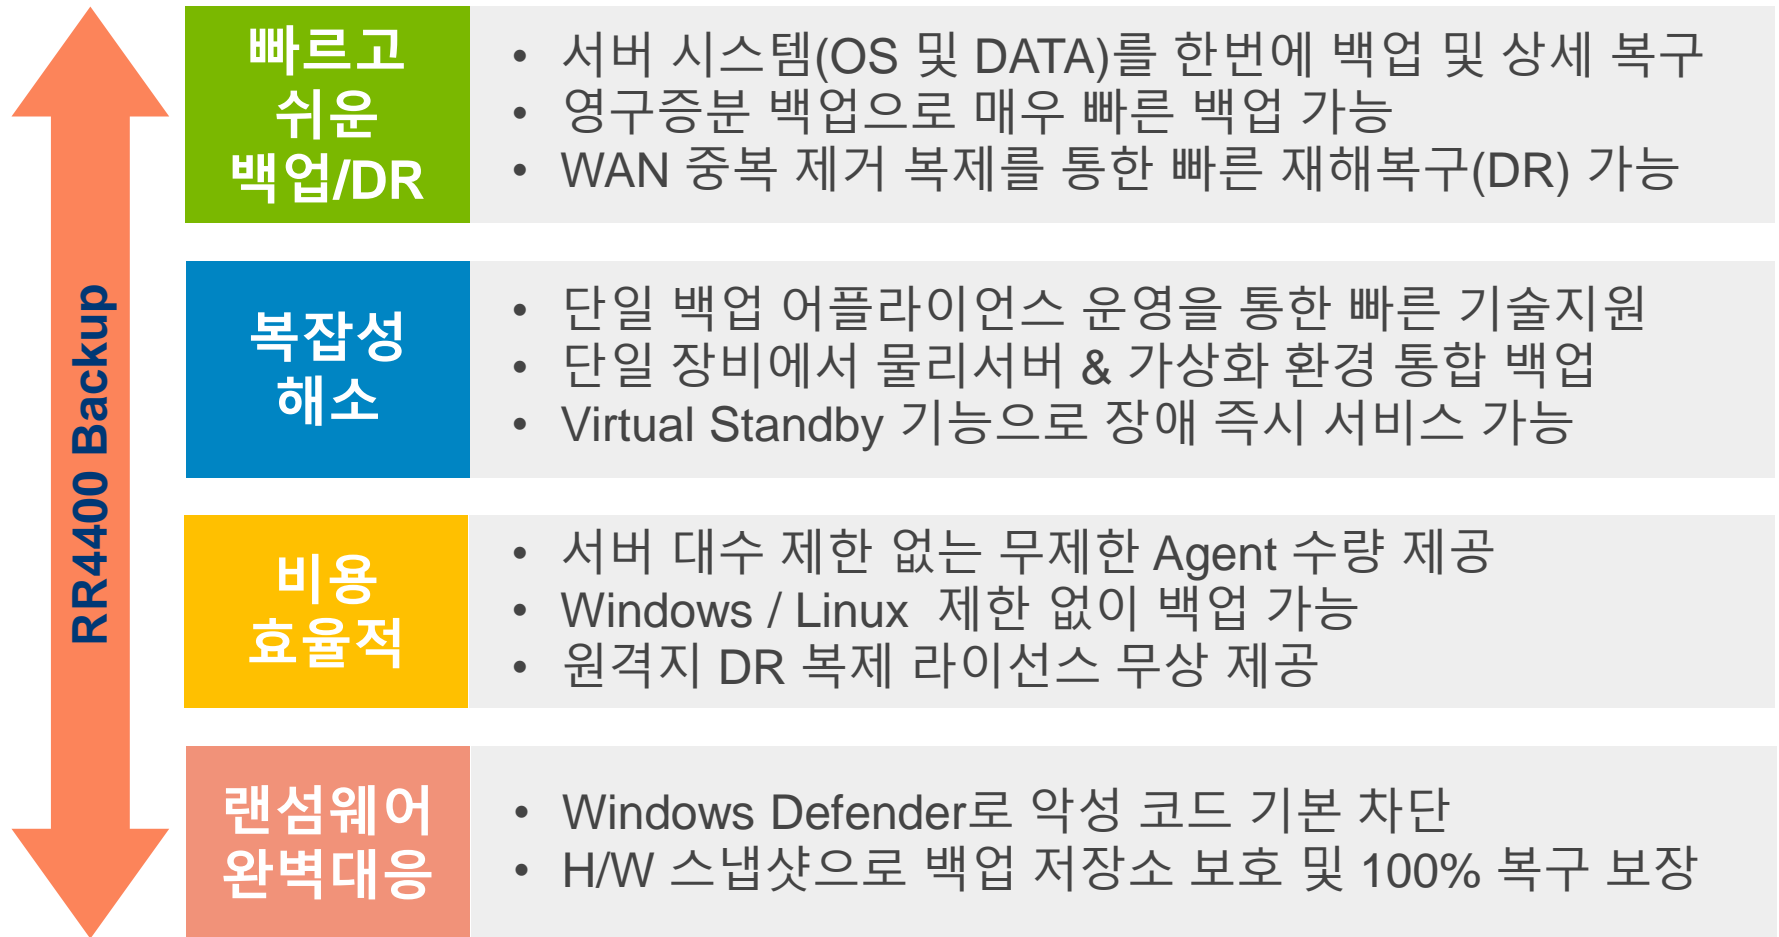 RR4400 Backup
빠르고
쉬운
백업/DR
• 서버 시스템(OS 및 DATA)를 한번에 백업 및 상세 복구
• 영구증분 백업으로 매우 빠른 백업 가능
• WAN 중복 제거 복제를 통한 빠른 재해복구(DR) 가능
복잡성
해소
• 단일 백업 어플라이언스 운영을 통한 빠른 기술지원
• 단일 장비에서 물리서버 & 가상화 환경 통합 백업
• Virtual Standby 기능으로 장애 즉시 서비스 가능
비용
효율적
• 서버 대수 제한 없는 무제한 Agent 수량 제공
• Windows / Linux 제한 없이 백업 가능
• 원격지 DR 복제 라이선스 무상 제공
랜섬웨어
완벽대응
• Windows Defender로 악성 코드 기본 차단
• H/W 스냅샷으로 백업 저장소 보호 및 100% 복구 보장